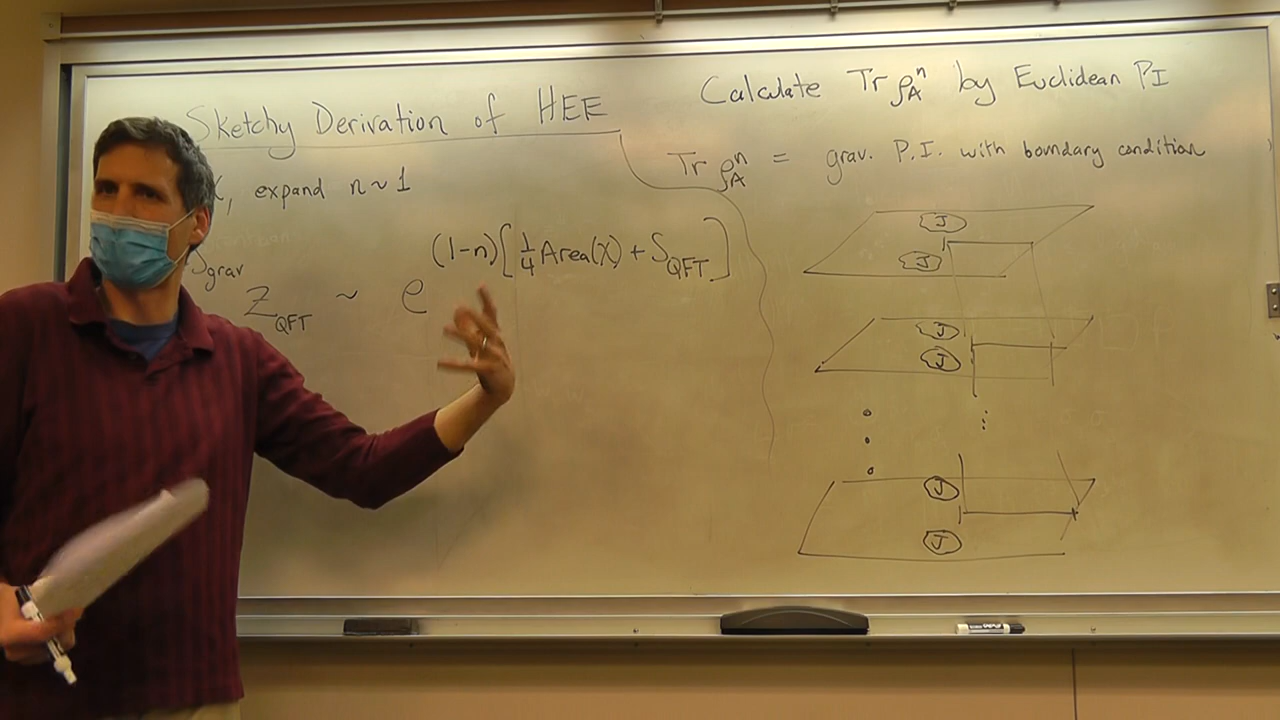 Sketchy Derivation of HEE
, expand n ~ 1
Sgrav
Z_QFT ~ e^(1-n)[¼ Area(X) + S_QFT]
Calculate Tr ρ_A^n by Euclidean PI
Tr ρ_A^n = grav. P.I. with boundary condition
J
J
J
J
J
J